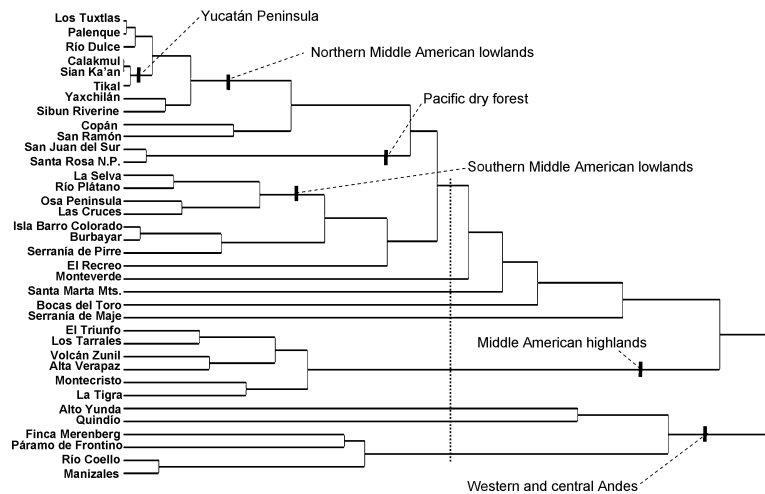 Los Tuxtlas
Palenque
Río Dulce
Calakmul
Sian Ka'an
Tikal
Yaxchilán
Sibun Riverine
Copán
San Ramón
San Juan del Sur
Santa Rosa N.P.
La Selva
Río Plátano
Osa Peninsula
Las Cruces
Isla Barro Colorado
Burbayar
Serranía de Pirre
El Recreo
Monteverde
Santa Marta Mts.
Bocas del Toro
Serranía de Maje
El Triunfo
Los Tarrales
Volcán Zunil
Alta Verapaz
Montecristo
La Tigra
Alto Yunda
Quindio
Finca Merenberg
Páramo de Frontino
Río Coello
Manizales
Yucatán Peninsula
Northern Middle American lowlands
Pacific dry forest
Southern Middle American lowlands
Middle American highlands
Western and central Andes